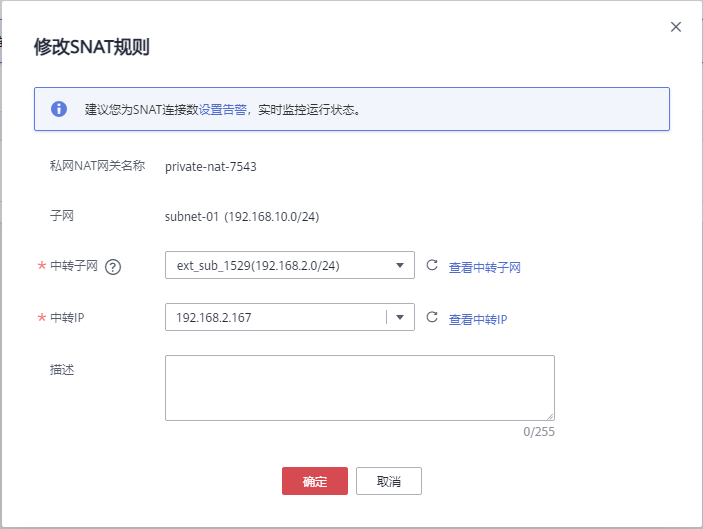 修改SNAT规则
建议您为SNAT连接数设置告警，实时监控运行状态。
私网NAT网关名称 private-nat-7543
子网 subnet-01 (192.168.10.0/24)
* 中转子网 ? ext_sub_1529(192.168.2.0/24) 查看中转子网
* 中转IP 192.168.2.167 查看中转IP
描述
0/255
确定 取消